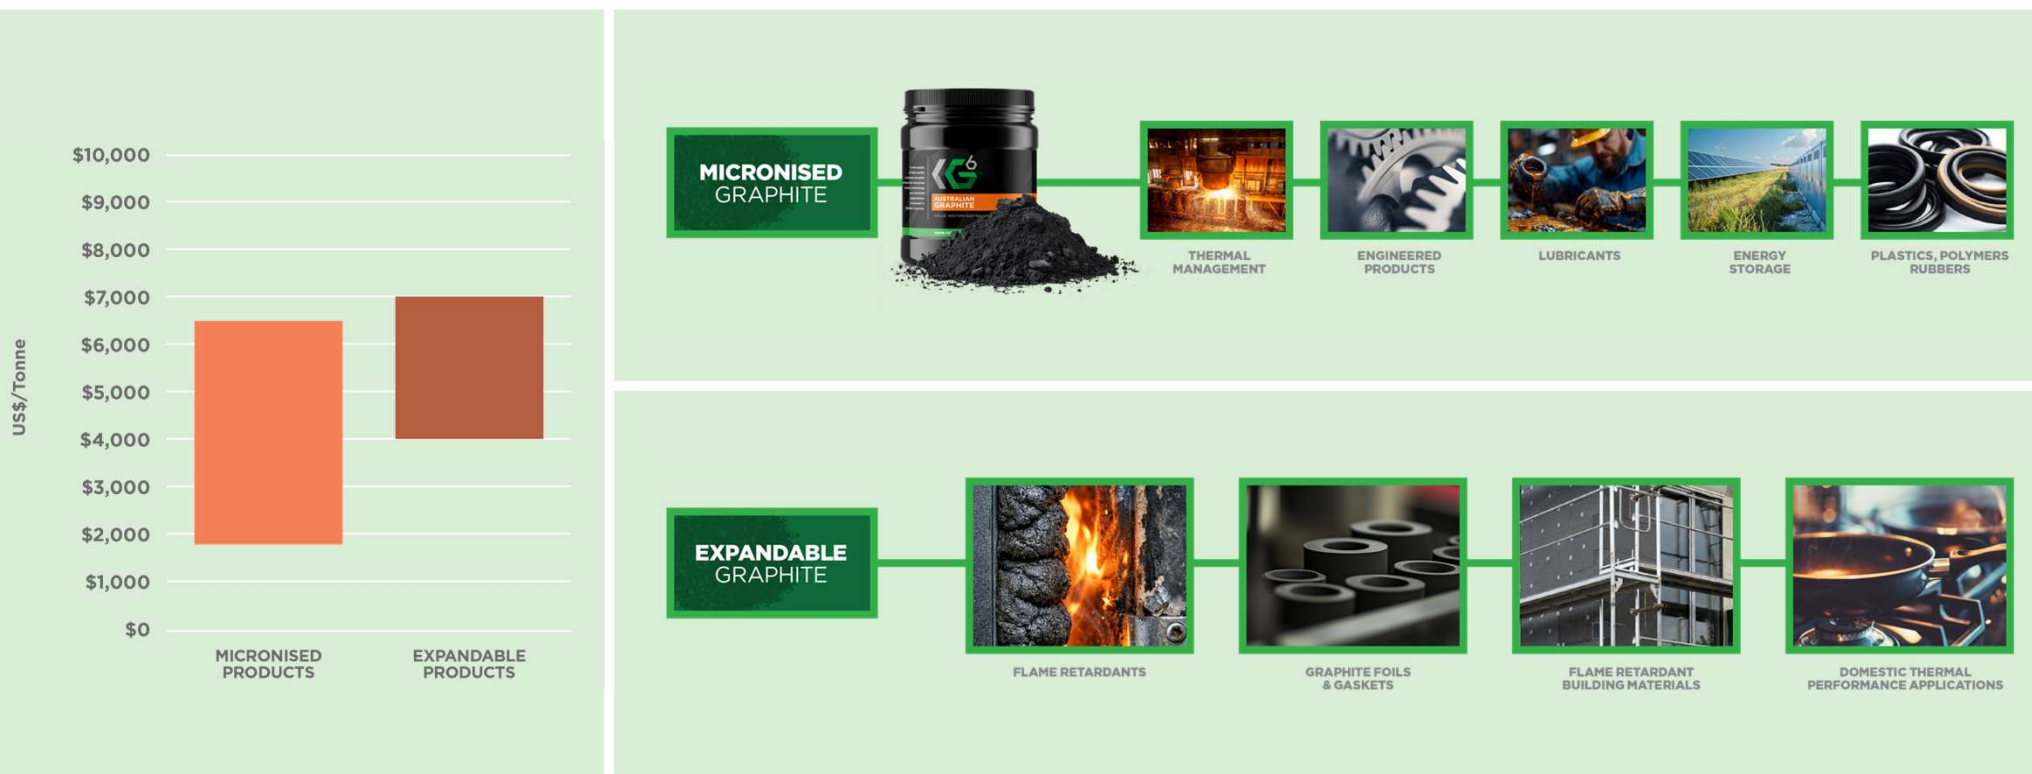 $10,000
$9,000
$8,000
$7,000
$6,000
$5,000
$4,000
$3,000
$2,000
$1,000
$0
US$/Tonne
MICRONISED
PRODUCTS
EXPANDABLE
PRODUCTS
MICRONISED
GRAPHITE
G6
AUSTRALIAN
GRAPHITE
THERMAL
MANAGEMENT
ENGINEERED
PRODUCTS
LUBRICANTS
ENERGY
STORAGE
PLASTICS, POLYMERS
RUBBERS
EXPANDABLE
GRAPHITE
FLAME RETARDANTS
GRAPHITE FOILS
& GASKETS
FLAME RETARDANT
BUILDING MATERIALS
DOMESTIC THERMAL
PERFORMANCE APPLICATIONS